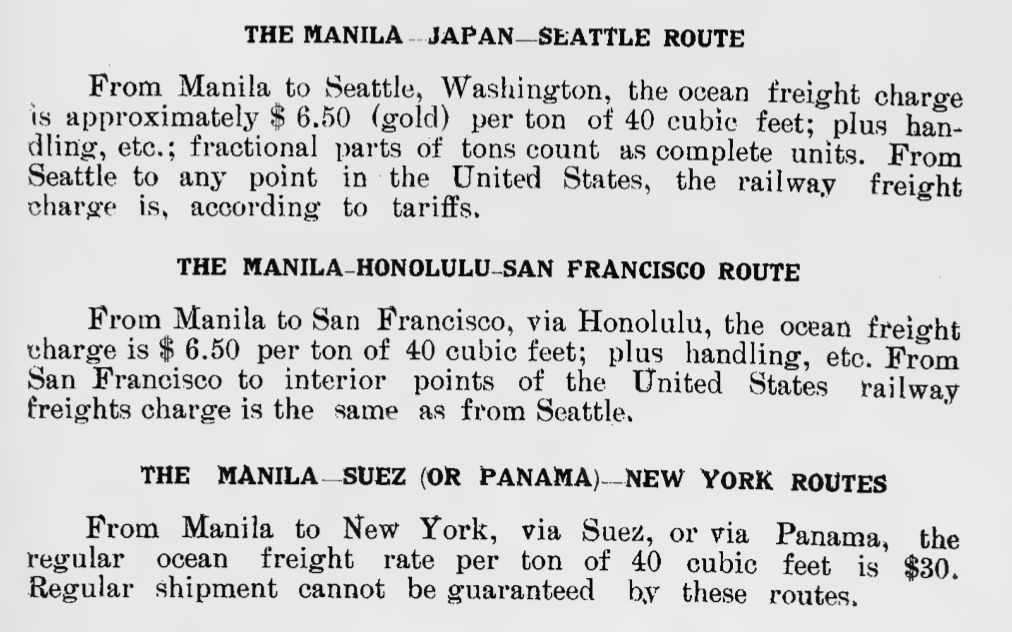 THE MANILA—JAPAN—SEATTLE ROUTE
From Manila to Seattle, Washington, the ocean freight charge
is approximately $ 6.50 (gold) per ton of 40 cubic feet; plus han-
dling, etc.; fractional parts of tons count as complete units. From
Seattle to any point in the United States, the railway freight
charge is, according to tariffs.
THE MANILA-HONOLULU-SAN FRANCISCO ROUTE
From Manila to San Francisco, via Honolulu, the ocean freight
charge is $ 6.50 per ton of 40 cubic feet; plus handling, etc. From
San Francisco to interior points of the United States railway
freights charge is the same as from Seattle.
THE MANILA—SUEZ (OR PANAMA)—NEW YORK ROUTES
From Manila to New York, via Suez, or via Panama, the
regular ocean freight rate per ton of 40 cubic feet is $30.
Regular shipment cannot be guaranteed by these routes.